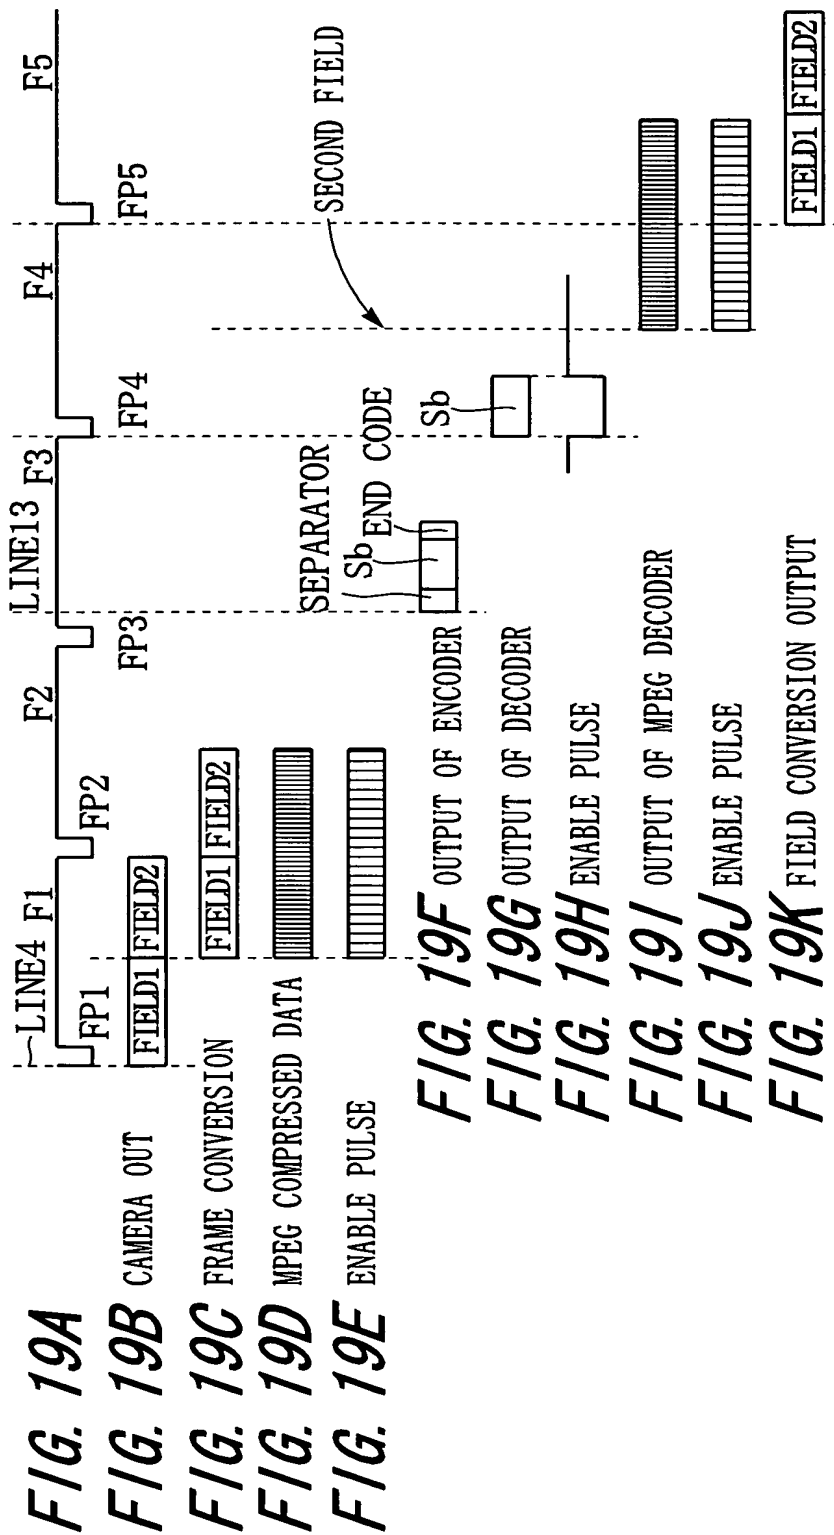 FIG. 19A
LINE4 F1 F2 LINE13 F3 F4 F5
FP1 FP2 FP3 FP4 FP5
FIG. 19B CAMERA OUT FIELD1 FIELD2
FIG. 19C FRAME CONVERSION FIELD1 FIELD2
FIG. 19D MPEG COMPRESSED DATA
FIG. 19E ENABLE PULSE
SEPARATOR
Sb
END CODE
SECOND FIELD
FIG. 19F OUTPUT OF ENCODER
FIG. 19G OUTPUT OF DECODER
Sb
FIG. 19H ENABLE PULSE
FIG. 19I OUTPUT OF MPEG DECODER
FIG. 19J ENABLE PULSE
FIG. 19K FIELD CONVERSION OUTPUT FIELD1 FIELD2